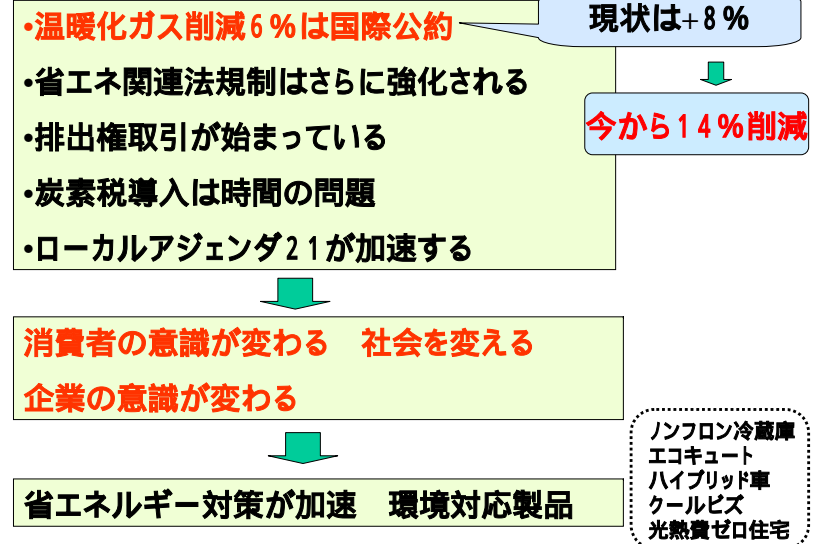 ・温暖化ガス削減6%は国際公約
現状は+8%
・省エネ関連法規制はさらに強化される
今から14%削減
・排出権取引が始まっている
・炭素税導入は時間の問題
・ローカルアジェンダ21が加速する
消費者の意識が変わる　社会を変える
企業の意識が変わる
省エネルギー対策が加速　環境対応製品
ノンフロン冷蔵庫
エコキュート
ハイブリッド車
クールビズ
光熱費ゼロ住宅